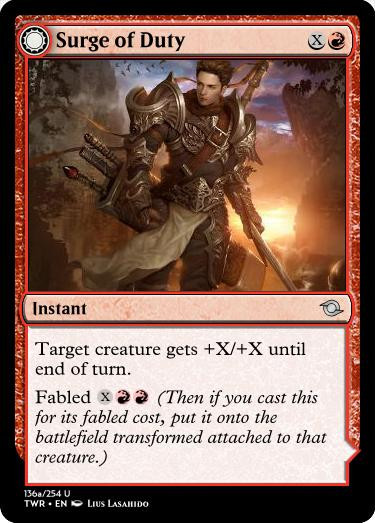 Surge of Duty X R
Instant
Target creature gets +X/+X until
end of turn.
Fabled X R R (Then if you cast this
for its fabled cost, put it onto the
battlefield transformed attached to that
creature.)
136a/254 U
TWR • EN Lius Lasahido